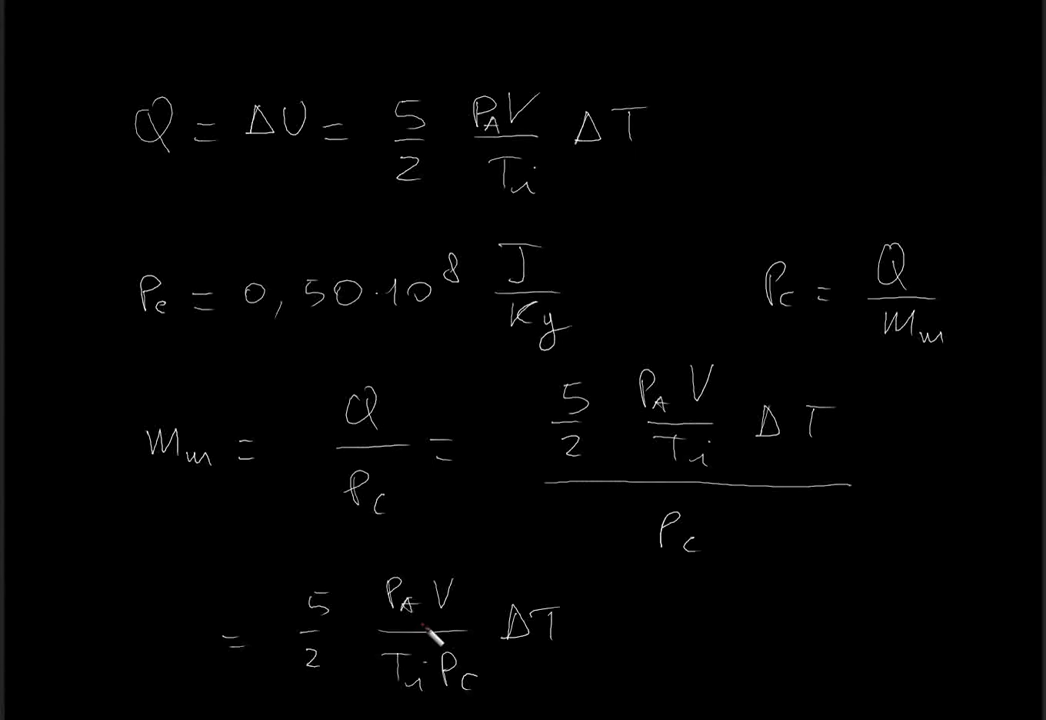 Q = ΔU = 5/2 P_A V / T_i ΔT
P_c = 0,50·10^8 J/Kg    P_c = Q / m_m
m_m = Q / P_c = (5/2 P_A V / T_i ΔT) / P_c
= 5/2 P_A V / (T_i P_c) ΔT